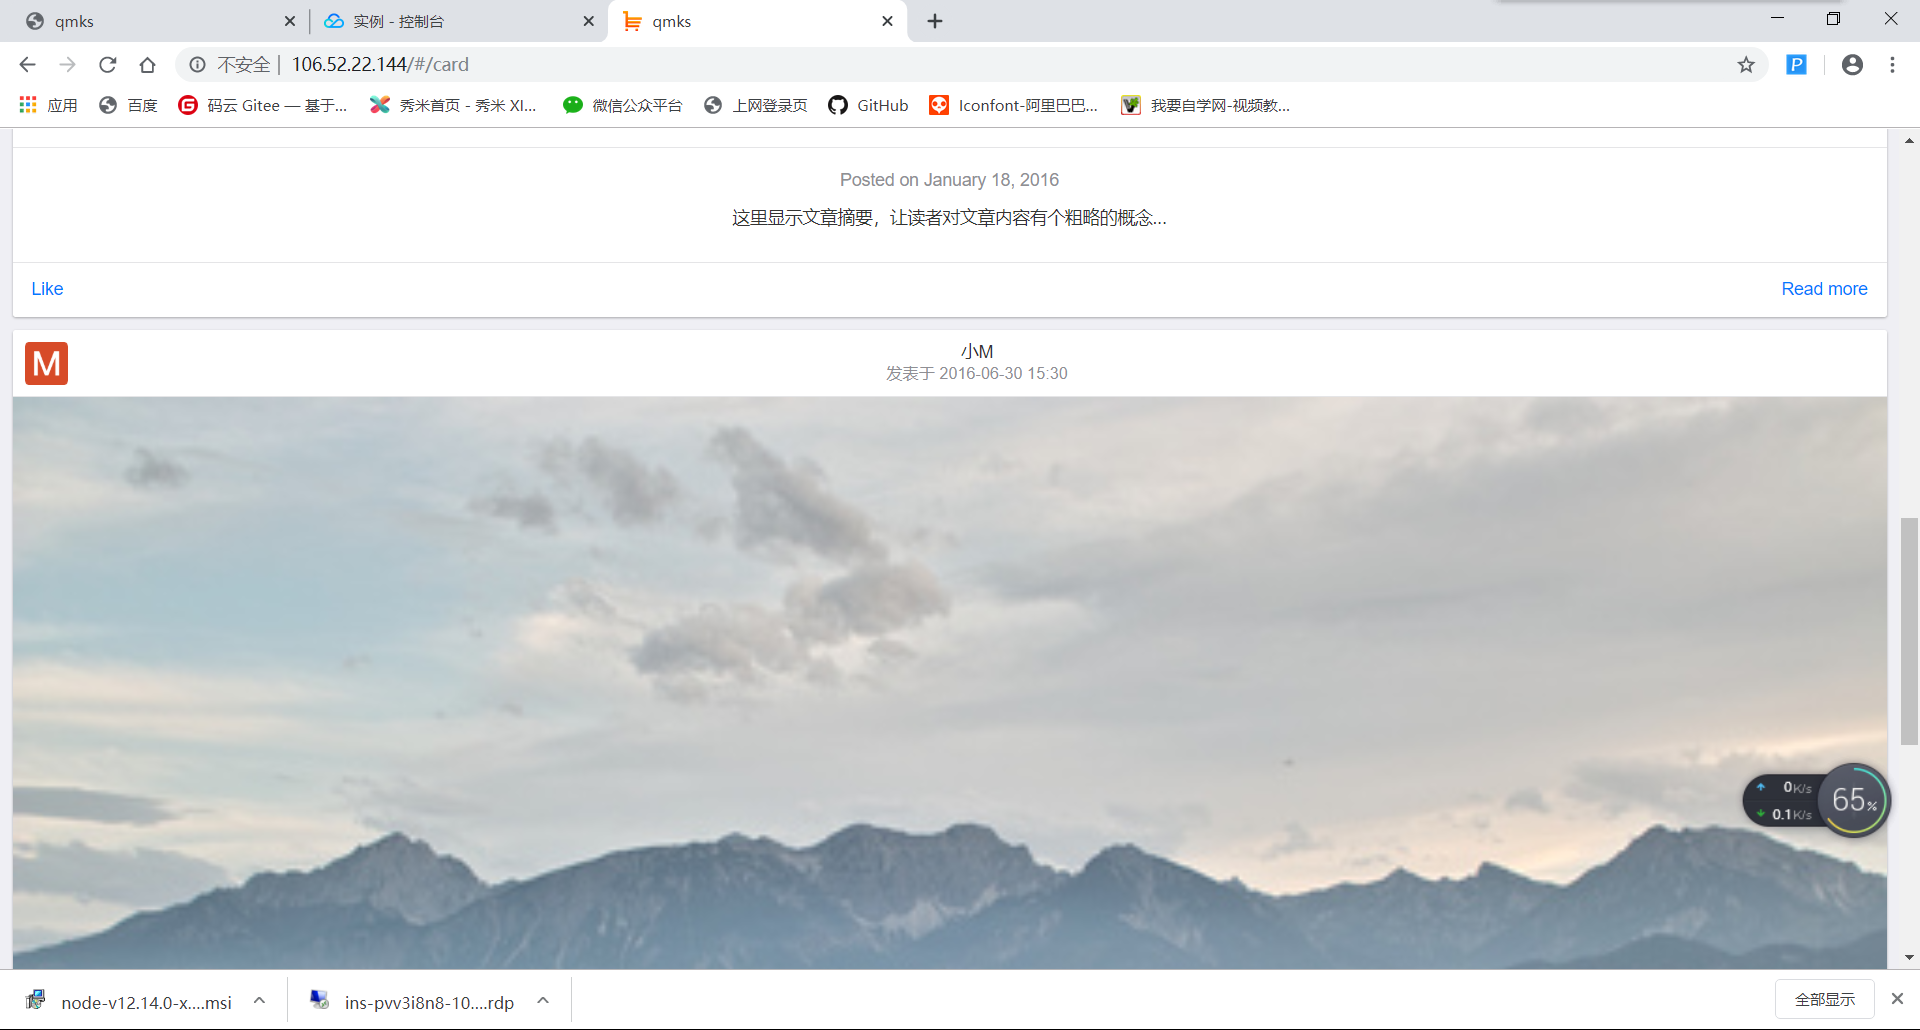 qmks
实例 - 控制台
qmks
不安全 | 106.52.22.144/#/card
应用
百度
码云 Gitee — 基于...
秀米首页 - 秀米 XI...
微信公众平台
上网登录页
GitHub
Iconfont-阿里巴巴...
我要自学网-视频教...
Posted on January 18, 2016
这里显示文章摘要，让读者对文章内容有个粗略的概念...
Like
Read more
M
小M
发表于 2016-06-30 15:30
0K/s
0.1K/s
65%
node-v12.14.0-x....msi
ins-pvv3i8n8-10....rdp
全部显示